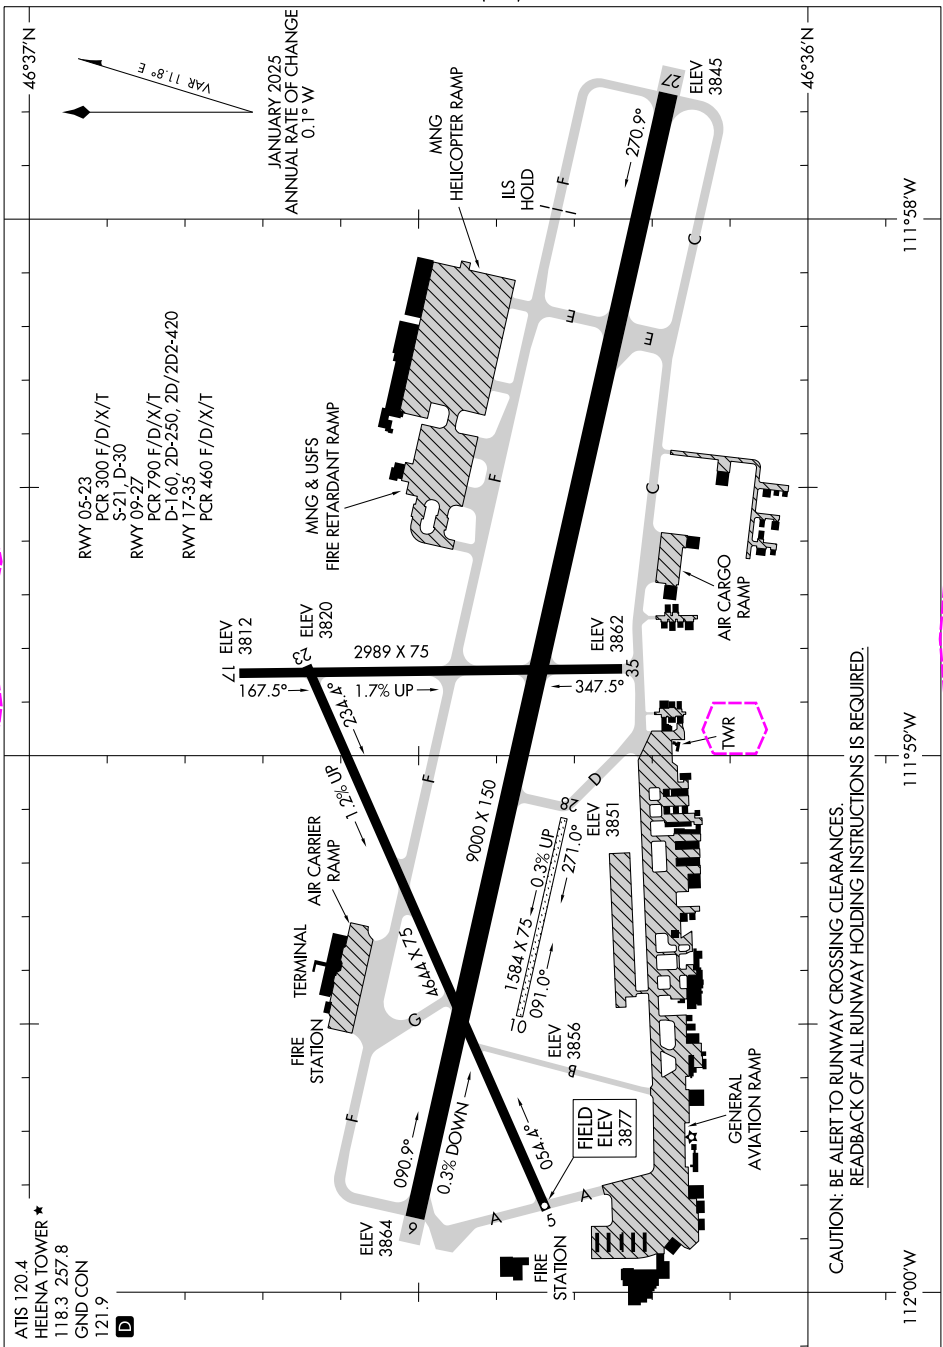 ATIS 120.4
HELENA TOWER ★
118.3 257.8
GND CON
121.9
D
RWY 05-23
PCR 300 F/D/X/T
S-21, D-30
RWY 09-27
PCR 790 F/D/X/T
D-160, 2D-250, 2D/2D2-420
RWY 17-35
PCR 460 F/D/X/T
JANUARY 2025
ANNUAL RATE OF CHANGE
0.1° W
VAR 11.8° E
46°37'N
46°36'N
111°58'W
111°59'W
112°00'W
MNG
HELICOPTER RAMP
ILS
HOLD
MNG & USFS
FIRE RETARDANT RAMP
ELEV
3845
27
270.9°
F
C
E
E
F
C
ELEV
3812
17
ELEV
3820
23
167.5°
2989 X 75
1.7% UP
347.5°
ELEV
3862
35
AIR CARGO
RAMP
234.4°
1.2% UP
F
AIR CARRIER
RAMP
TERMINAL
FIRE
STATION
4644 X 75
9000 X 150
G
D
28
ELEV
3851
0.3% UP
271.0°
1584 X 75
091.0°
10
ELEV
3856
B
TWR
F
090.9°
0.3% DOWN
ELEV
3864
9
A
054.4°
5
A
FIELD
ELEV
3877
FIRE
STATION
GENERAL
AVIATION RAMP
CAUTION: BE ALERT TO RUNWAY CROSSING CLEARANCES.
READBACK OF ALL RUNWAY HOLDING INSTRUCTIONS IS REQUIRED.